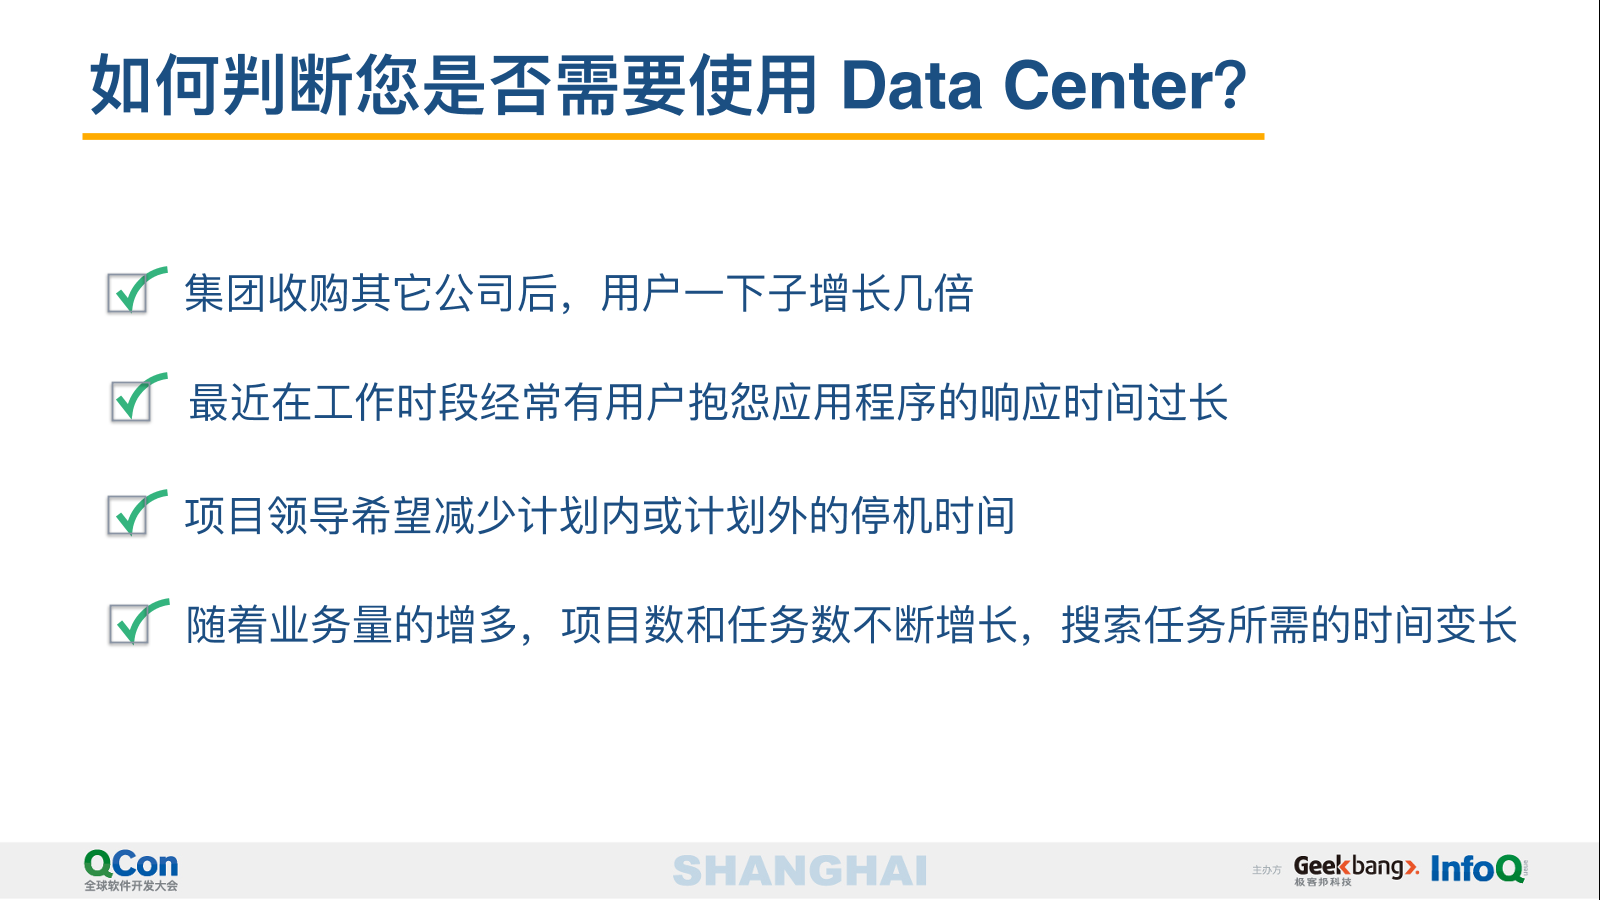 如何判断您是否需要使用 Data Center?
集团收购其它公司后，用户一下子增长几倍
最近在工作时段经常有用户抱怨应用程序的响应时间过长
项目领导希望减少计划内或计划外的停机时间
随着业务量的增多，项目数和任务数不断增长，搜索任务所需的时间变长
QCon
全球软件开发大会
SHANGHAI
主办方
Geekbang>.
极客邦科技
InfoQ